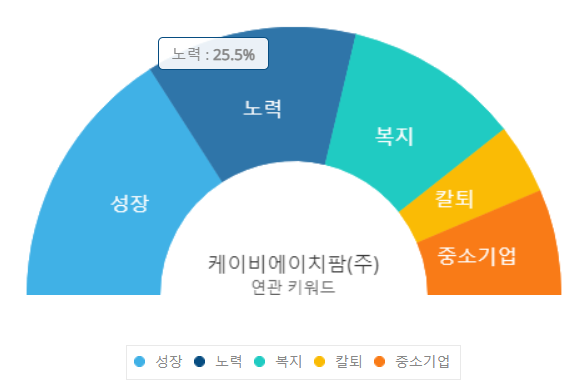 노력 : 25.5%
노력
복지
성장
칼퇴
중소기업
케이비에이치팜(주)
연관 키워드
성장 노력 복지 칼퇴 중소기업